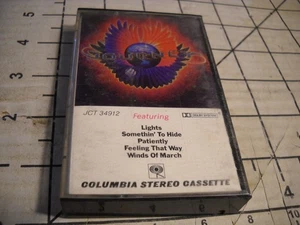 JCT 34912
Featuring
Lights
Somethin' To Hide
Patiently
Feeling That Way
Winds Of March
COLUMBIA STEREO CASSETTE